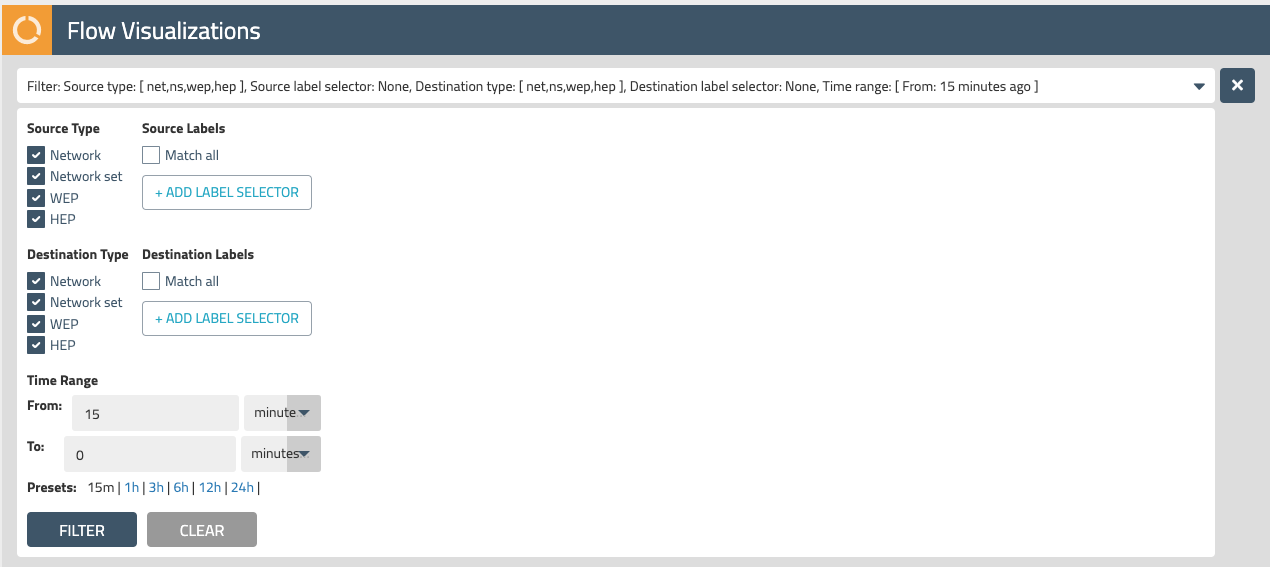 Flow Visualizations
Filter: Source type: [ net,ns,wep,hep ], Source label selector: None, Destination type: [ net,ns,wep,hep ], Destination label selector: None, Time range: [ From: 15 minutes ago ]
Source Type Source Labels
Network Match all
Network set
+ ADD LABEL SELECTOR
WEP
HEP
Destination Type Destination Labels
Network Match all
Network set
+ ADD LABEL SELECTOR
WEP
HEP
Time Range
From: 15 minute
To: 0 minutes
Presets: 15m | 1h | 3h | 6h | 12h | 24h |
FILTER CLEAR